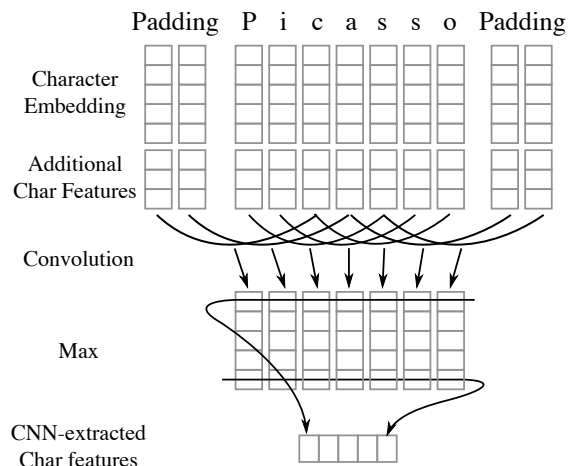 Padding P i c a s s o Padding
Character
Embedding
Additional
Char Features
Convolution
Max
CNN-extracted
Char features